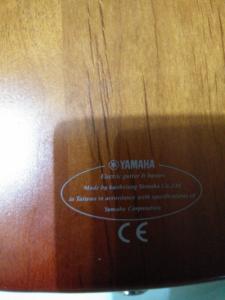 YAMAHA
Electric guitar & basses
Made by kaohsiung Yamaha Co.,Ltd.
in Taiwan in accordance with specifications of
Yamaha Corporation
CE